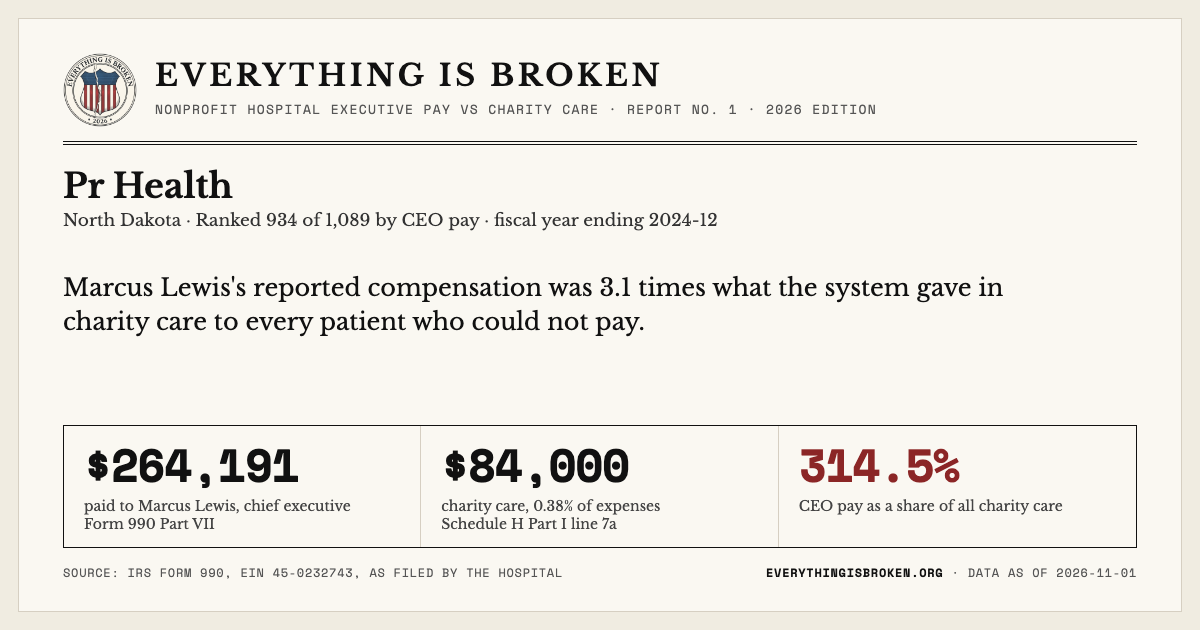 EVERYTHING IS BROKEN
· 2026 ·
EVERYTHING IS BROKEN
NONPROFIT HOSPITAL EXECUTIVE PAY VS CHARITY CARE · REPORT NO. 1 · 2026 EDITION
Pr Health
North Dakota · Ranked 934 of 1,089 by CEO pay · fiscal year ending 2024-12
Marcus Lewis's reported compensation was 3.1 times what the system gave in
charity care to every patient who could not pay.
$264,191
paid to Marcus Lewis, chief executive
Form 990 Part VII
$84,000
charity care, 0.38% of expenses
Schedule H Part I line 7a
314.5%
CEO pay as a share of all charity care
SOURCE: IRS FORM 990, EIN 45-0232743, AS FILED BY THE HOSPITAL
EVERYTHINGISBROKEN.ORG · DATA AS OF 2026-11-01